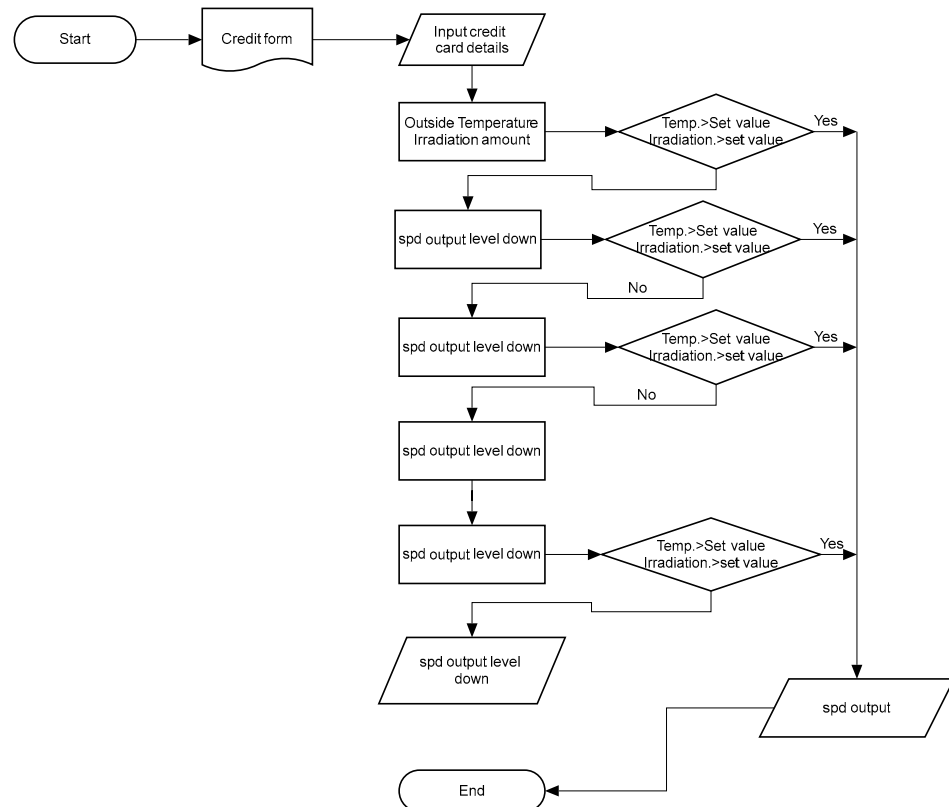 Start
Credit form
Input credit
card details
Outside Temperature
Irradiation amount
Temp.>Set value
Irradiation.>set value
Yes
spd output level down
Temp.>Set value
Irradiation.>set value
Yes
No
spd output level down
Temp.>Set value
Irradiation.>set value
Yes
No
spd output level down
spd output level down
Temp.>Set value
Irradiation.>set value
Yes
spd output level
down
spd output
End